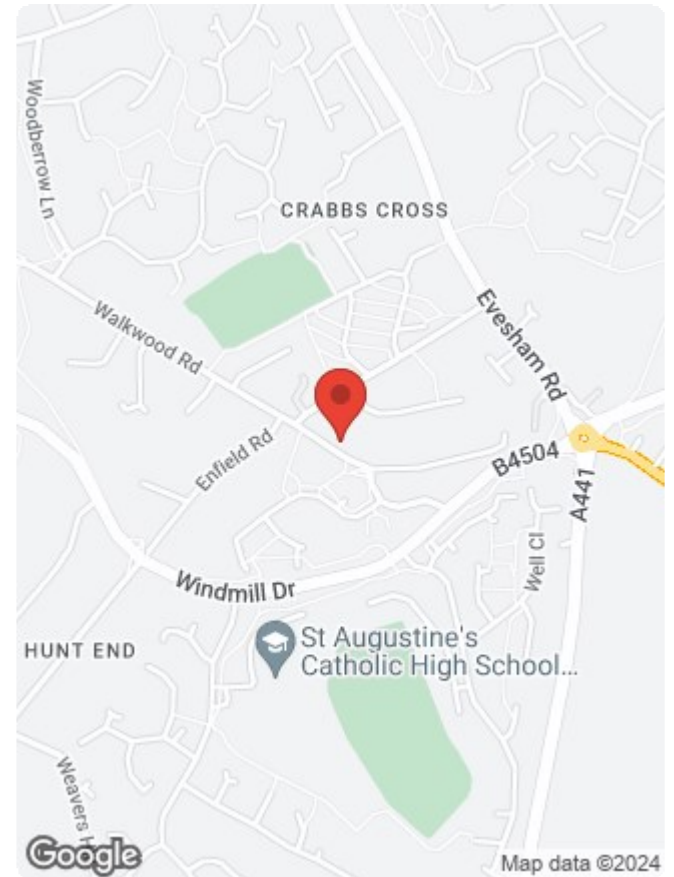 Woodberrow Ln
CRABBS CROSS
Walkwood Rd
Evesham Rd
Enfield Rd
B4504
A441
Well Cl
Windmill Dr
HUNT END
St Augustine's
Catholic High School...
Weavers H
Google
Map data ©2024